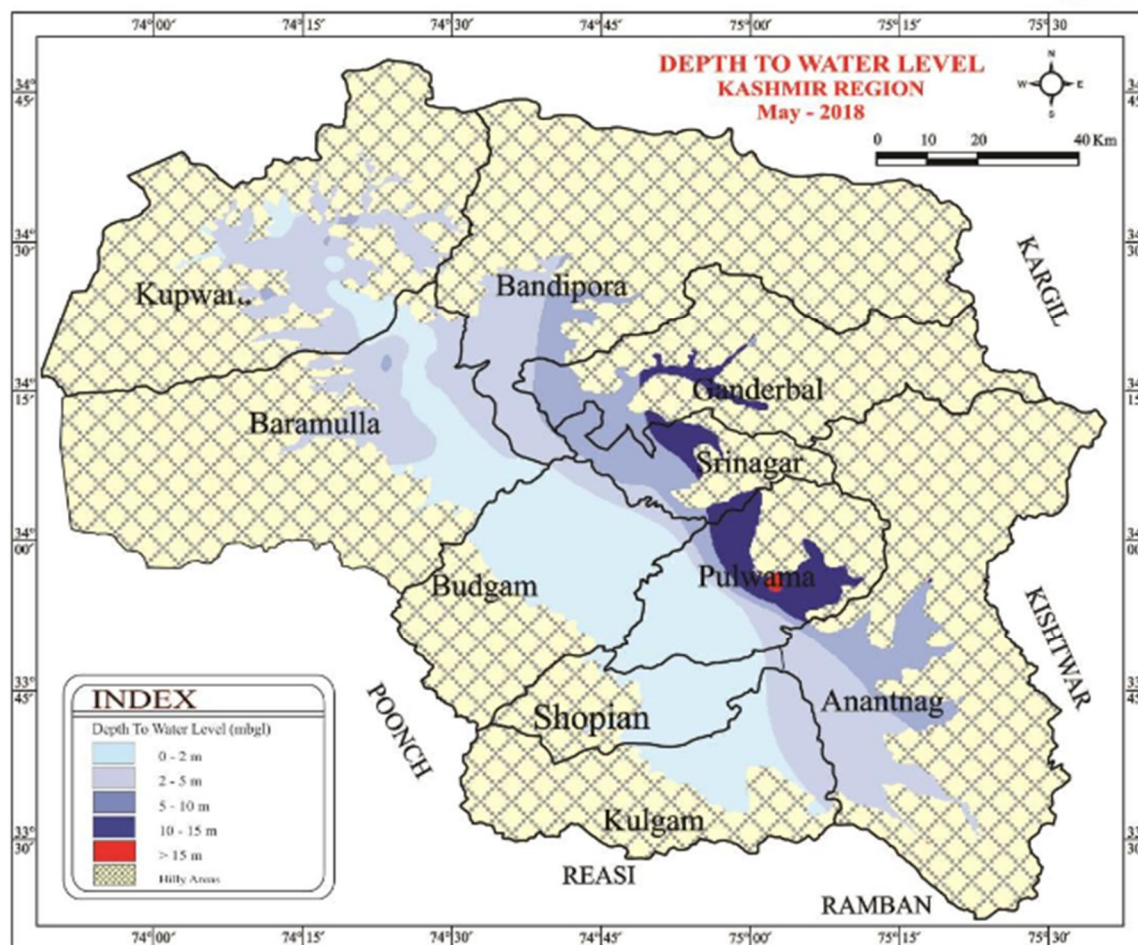 74° 00′ 74° 15′ 74° 30′ 74° 45′ 75° 00′ 75° 15′ 75° 30′
DEPTH TO WATER LEVEL
KASHMIR REGION
May - 2018
N
W E
S
0 10 20 40 Km
34° 45′
34° 30′
34° 15′
34° 00′
33° 45′
33° 30′
KARGIL
Bandipora
Ganderbal
Baramulla
Srinagar
Pulwama
Budgam
KISHTWAR
POONCH
Anantnag
Shopian
Kulgam
REASI
RAMBAN
INDEX
Depth To Water Level (mbgl)
0 - 2 m
2 - 5 m
5 - 10 m
10 - 15 m
> 15 m
Hilly Areas
74° 00′ 74° 15′ 74° 30′ 74° 45′ 75° 00′ 75° 15′ 75° 30′